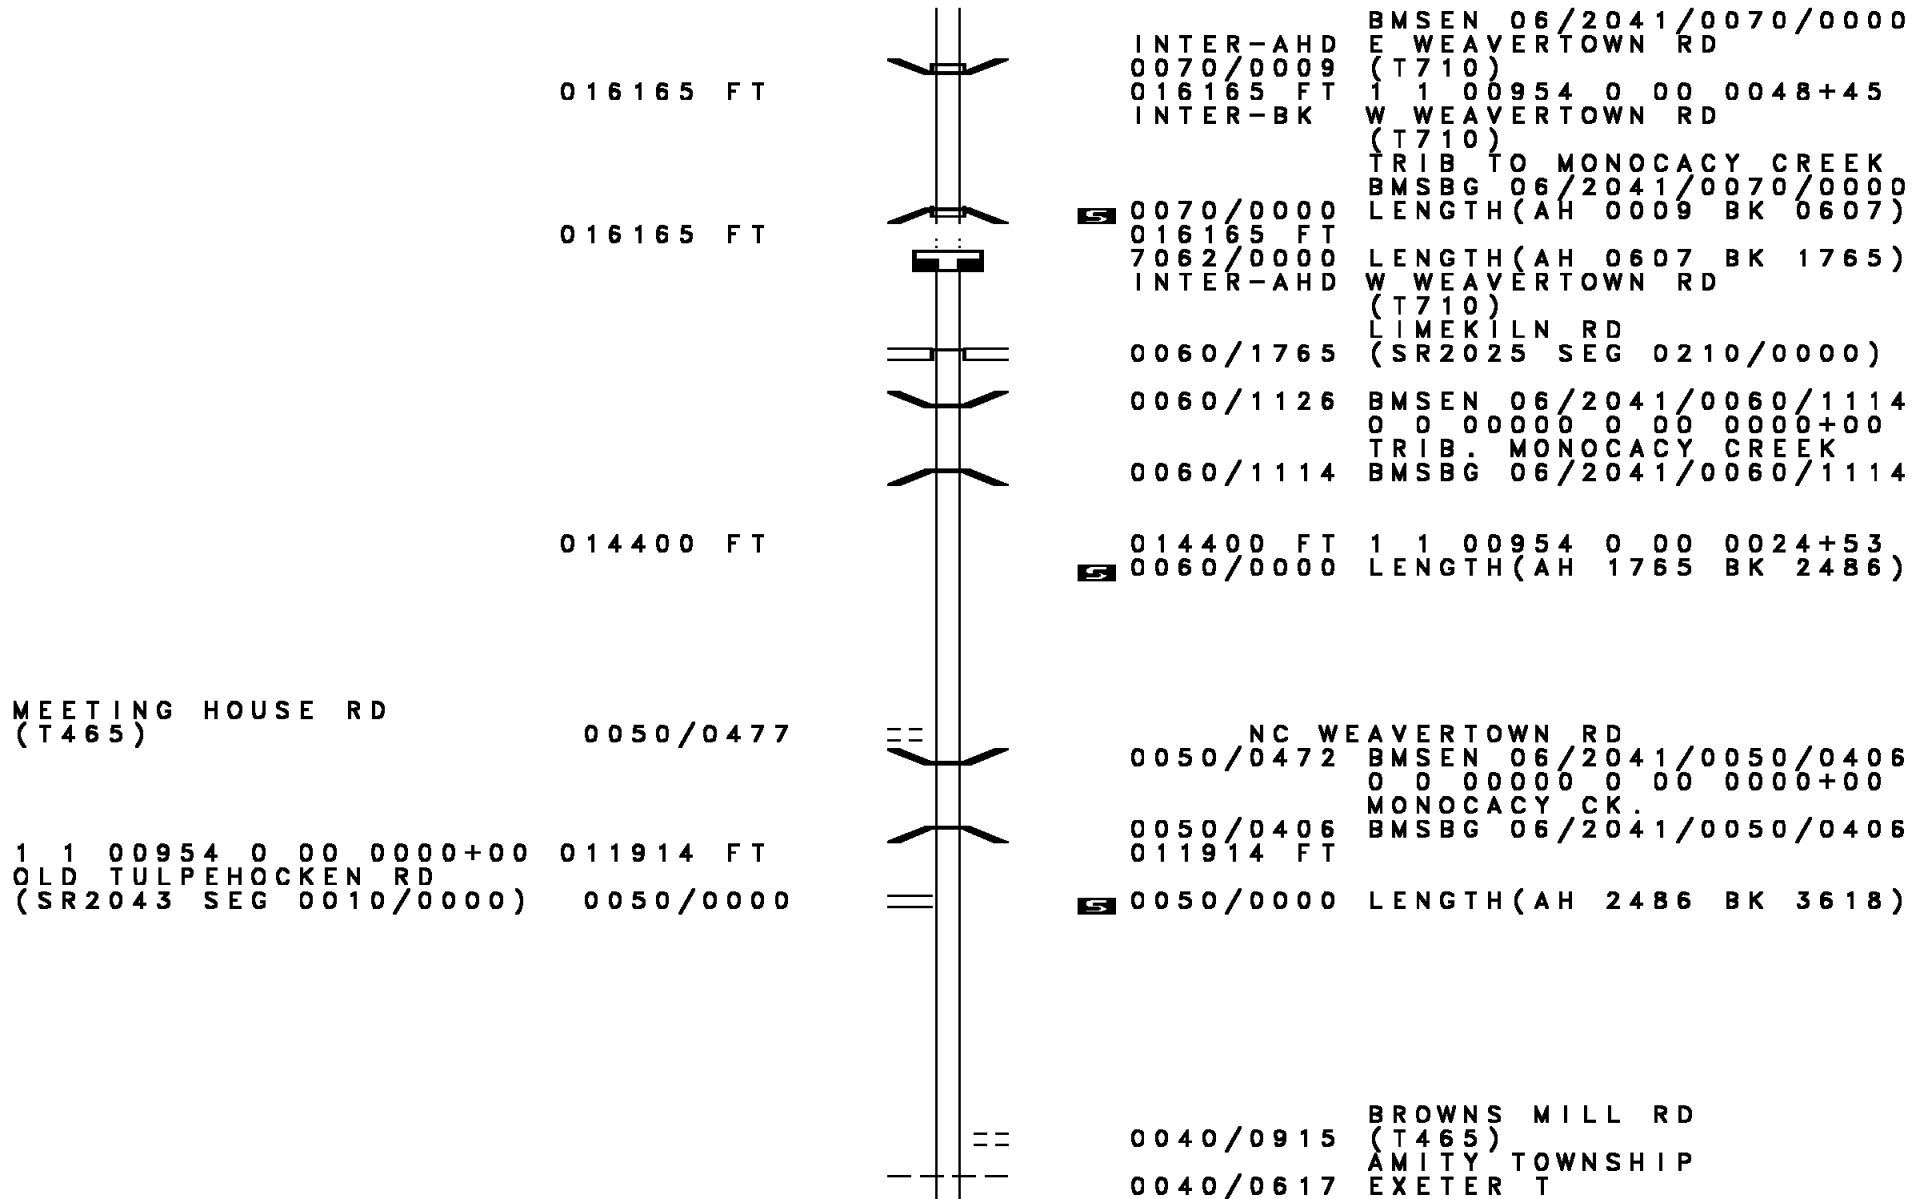 BMSEN 06/2041/0070/0000
INTER-AHD E WEAVERTOWN RD
0070/0009 (T710)
016165 FT 016165 FT 1 1 00954 0 00 0048+45
INTER-BK W WEAVERTOWN RD
(T710)
TRIB TO MONOCACY CREEK
BMSBG 06/2041/0070/0000
S 0070/0000 LENGTH(AH 0009 BK 0607)
016165 FT 016165 FT
7062/0000 LENGTH(AH 0607 BK 1765)
INTER-AHD W WEAVERTOWN RD
(T710)
LIMEKILN RD
0060/1765 (SR2025 SEG 0210/0000)
0060/1126 BMSEN 06/2041/0060/1114
0 0 00000 0 00 0000+00
TRIB. MONOCACY CREEK
0060/1114 BMSBG 06/2041/0060/1114
014400 FT 014400 FT 1 1 00954 0 00 0024+53
S 0060/0000 LENGTH(AH 1765 BK 2486)
MEETING HOUSE RD
(T465) 0050/0477 NC WEAVERTOWN RD
0050/0472 BMSEN 06/2041/0050/0406
0 0 00000 0 00 0000+00
MONOCACY CK.
0050/0406 BMSBG 06/2041/0050/0406
1 1 00954 0 00 0000+00 011914 FT 011914 FT
OLD TULPEHOCKEN RD
(SR2043 SEG 0010/0000) 0050/0000 S 0050/0000 LENGTH(AH 2486 BK 3618)
BROWNS MILL RD
0040/0915 (T465)
AMITY TOWNSHIP
0040/0617 EXETER T